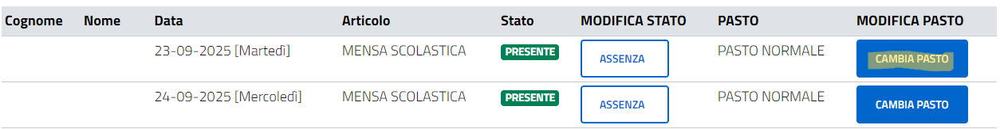 Cognome Nome Data Articolo Stato MODIFICA STATO PASTO MODIFICA PASTO
23-09-2025 [Martedì] MENSA SCOLASTICA PRESENTE ASSENZA PASTO NORMALE CAMBIA PASTO
24-09-2025 [Mercoledì] MENSA SCOLASTICA PRESENTE ASSENZA PASTO NORMALE CAMBIA PASTO